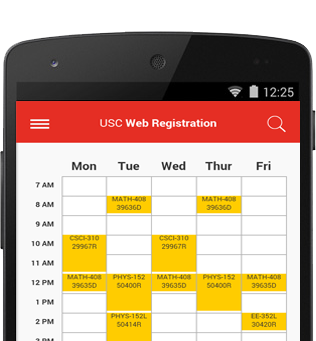 12:25
USC Web Registration
Mon Tue Wed Thur Fri
7 AM
8 AM MATH-408 MATH-408
39636D 39636D
9 AM
10 AM CSCI-310 CSCI-310
29967R 29967R
11 AM
12 PM MATH-408 PHYS-152 MATH-408 PHYS-152 MATH-408
39635D 50400R 39635D 50400R 39635D
1 PM
2 PM PHYS-152L EE-352L
50414R 30420R